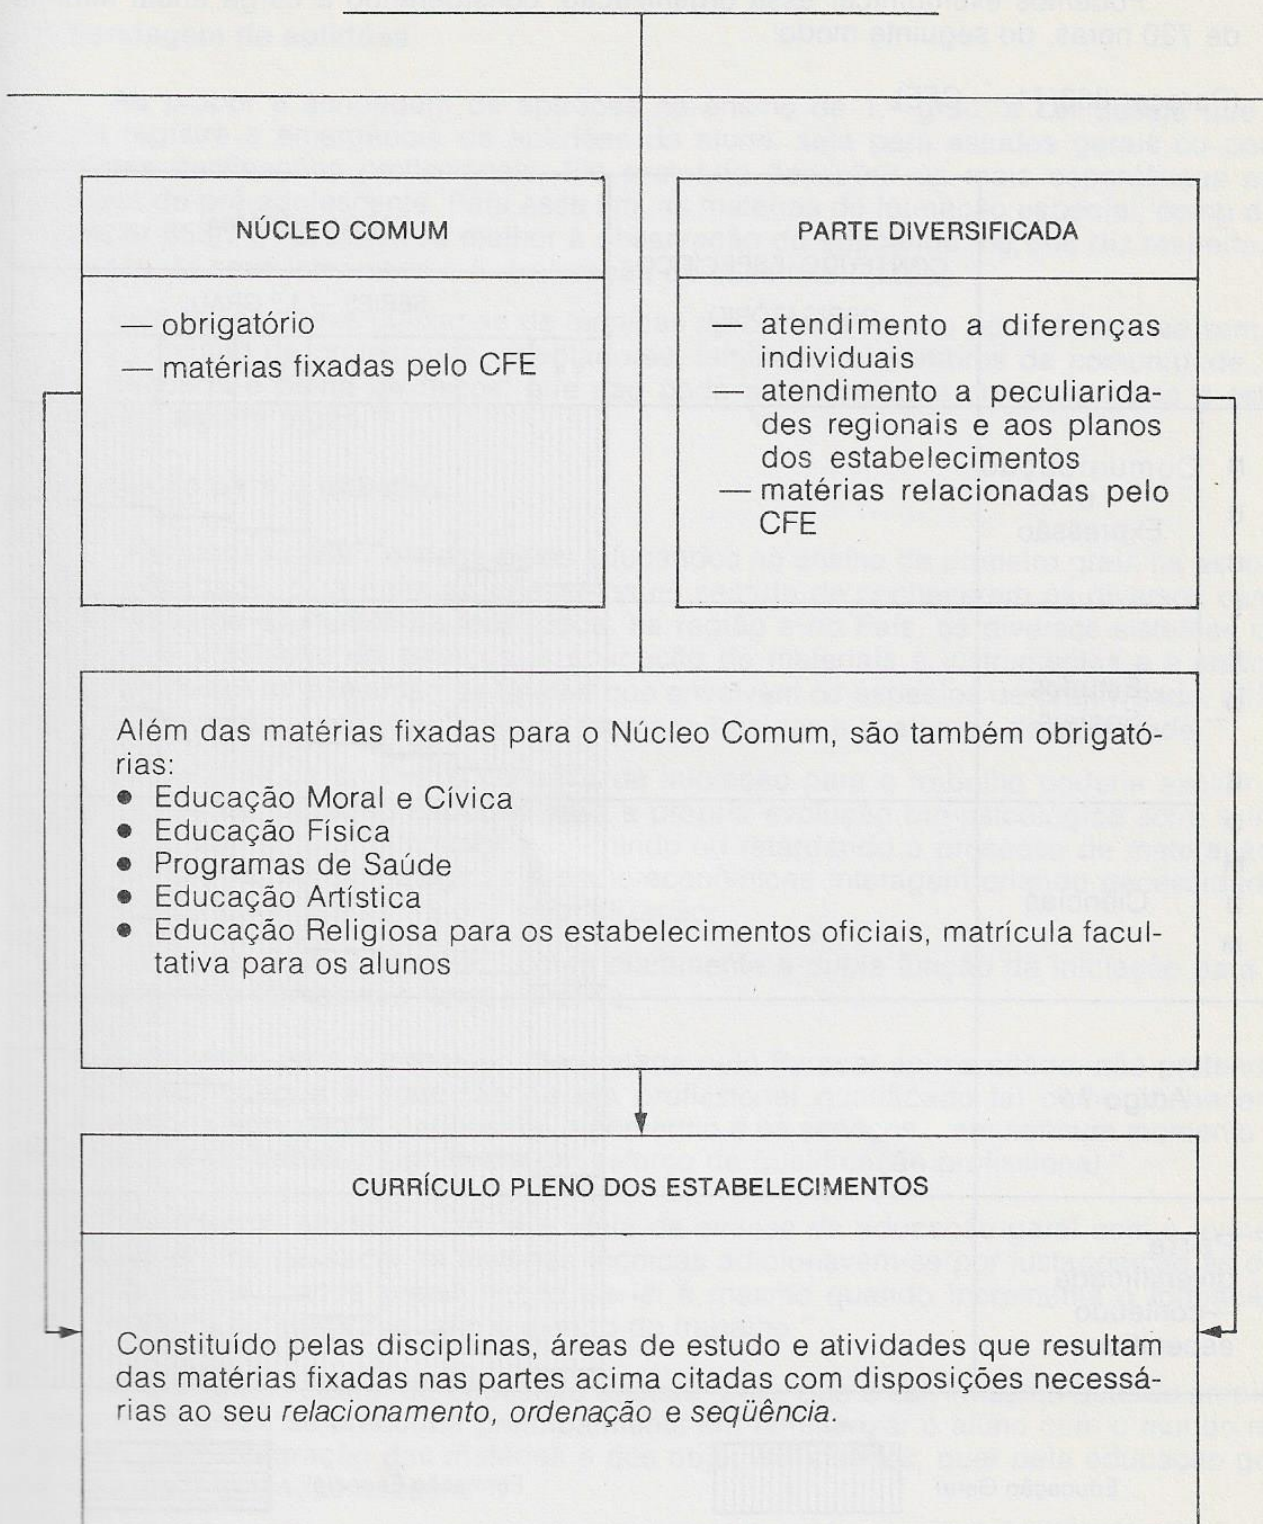 NÚCLEO COMUM
— obrigatório
— matérias fixadas pelo CFE
PARTE DIVERSIFICADA
— atendimento a diferenças
individuais
— atendimento a peculiarida-
des regionais e aos planos
dos estabelecimentos
— matérias relacionadas pelo
CFE
Além das matérias fixadas para o Núcleo Comum, são também obrigató-
rias:
● Educação Moral e Cívica
● Educação Física
● Programas de Saúde
● Educação Artística
● Educação Religiosa para os estabelecimentos oficiais, matrícula facul-
tativa para os alunos
CURRÍCULO PLENO DOS ESTABELECIMENTOS
Constituído pelas disciplinas, áreas de estudo e atividades que resultam
das matérias fixadas nas partes acima citadas com disposições necessá-
rias ao seu relacionamento, ordenação e seqüência.